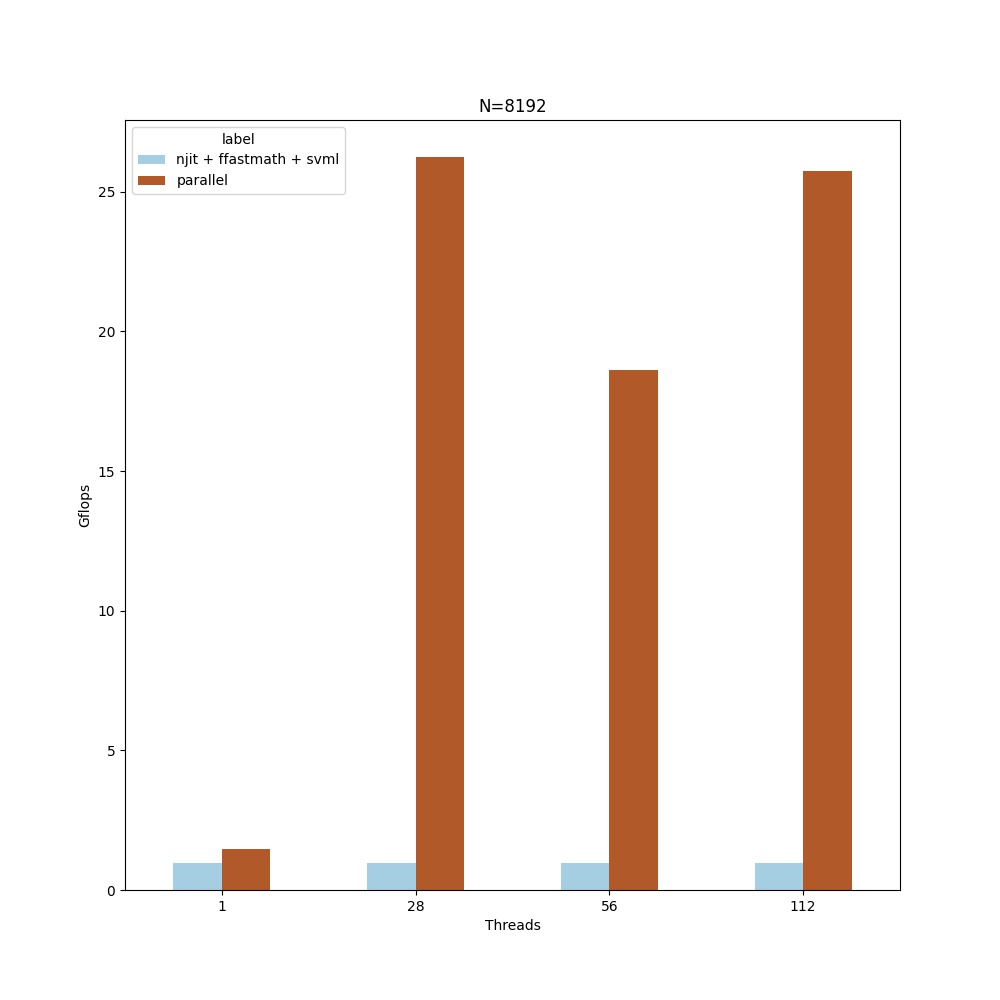 N=8192
label
njit + ffastmath + svml
parallel
25
20
15
10
5
0
Gflops
1 28 56 112
Threads